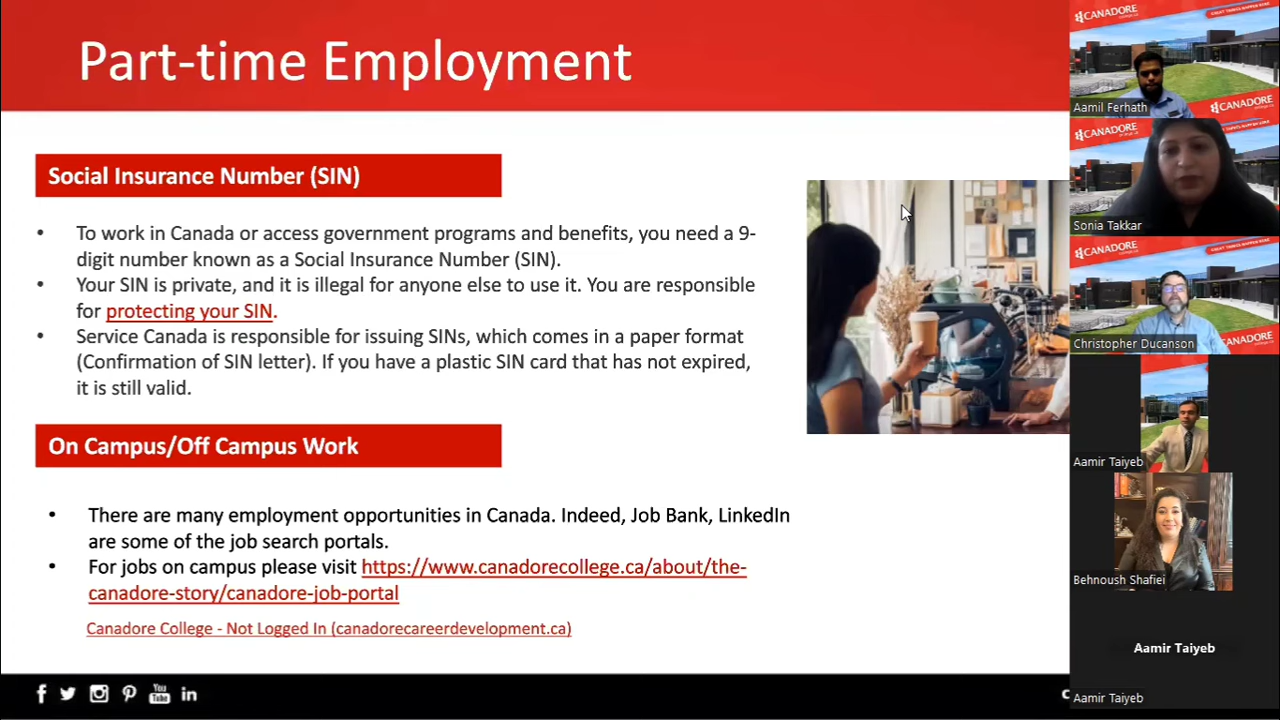 Part-time Employment
Social Insurance Number (SIN)
• To work in Canada or access government programs and benefits, you need a 9-
digit number known as a Social Insurance Number (SIN).
• Your SIN is private, and it is illegal for anyone else to use it. You are responsible
for protecting your SIN.
• Service Canada is responsible for issuing SINs, which comes in a paper format
(Confirmation of SIN letter). If you have a plastic SIN card that has not expired,
it is still valid.
On Campus/Off Campus Work
• There are many employment opportunities in Canada. Indeed, Job Bank, LinkedIn
are some of the job search portals.
• For jobs on campus please visit https://www.canadorecollege.ca/about/the-
canadore-story/canadore-job-portal
Canadore College - Not Logged In (canadorecareerdevelopment.ca)
You
Tube
in
CANADORE
CANADORE
Aamil Ferhath
CANADORE
Sonia Takkar
CANADORE
Christopher Ducanson
Aamir Taiyeb
Behnoush Shafiei
Aamir Taiyeb
Aamir Taiyeb